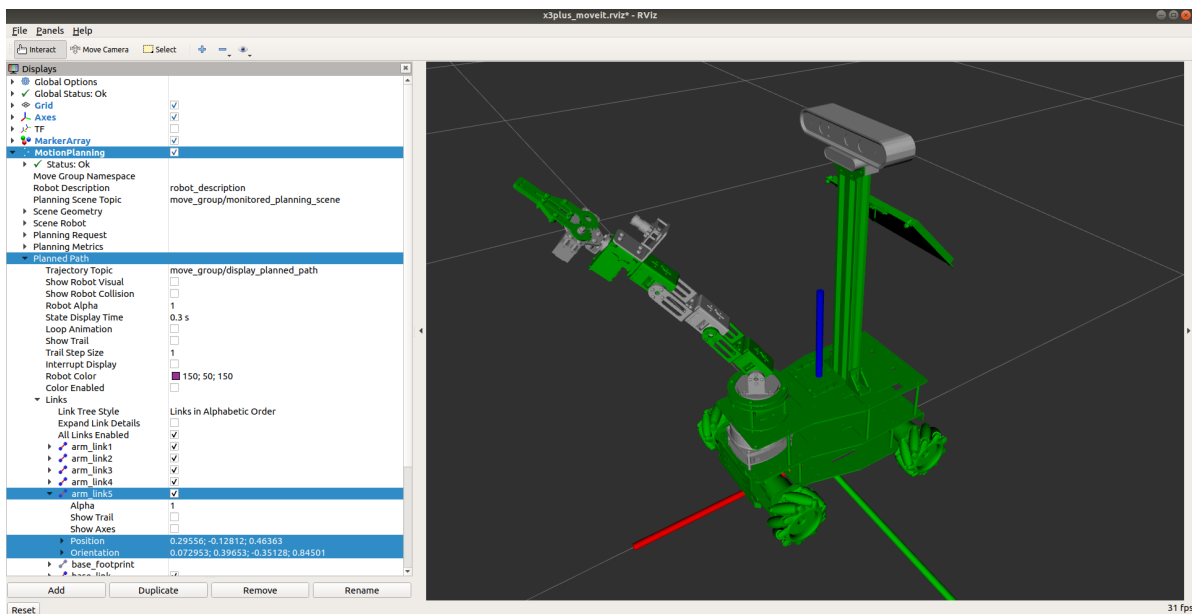 x3plus_moveit.rviz* - RViz
File Panels Help
Interact Move Camera Select
Displays
Global Options
Global Status: Ok
Grid
Axes
TF
MarkerArray
MotionPlanning
Status: Ok
Move Group Namespace
Robot Description robot_description
Planning Scene Topic move_group/monitored_planning_scene
Scene Geometry
Scene Robot
Planning Request
Planning Metrics
Planned Path
Trajectory Topic move_group/display_planned_path
Show Robot Visual
Show Robot Collision
Robot Alpha 1
State Display Time 0.3 s
Loop Animation
Show Trail
Trail Step Size 1
Interrupt Display
Robot Color 150; 50; 150
Color Enabled
Links
Link Tree Style Links in Alphabetic Order
Expand Link Details
All Links Enabled
arm_link1
arm_link2
arm_link3
arm_link4
arm_link5
Alpha 1
Show Trail
Show Axes
Position 0.29556; -0.12812; 0.46363
Orientation 0.072953; 0.39653; -0.35128; 0.84501
base_footprint
base_link
Add Duplicate Remove Rename
Reset 31 fps